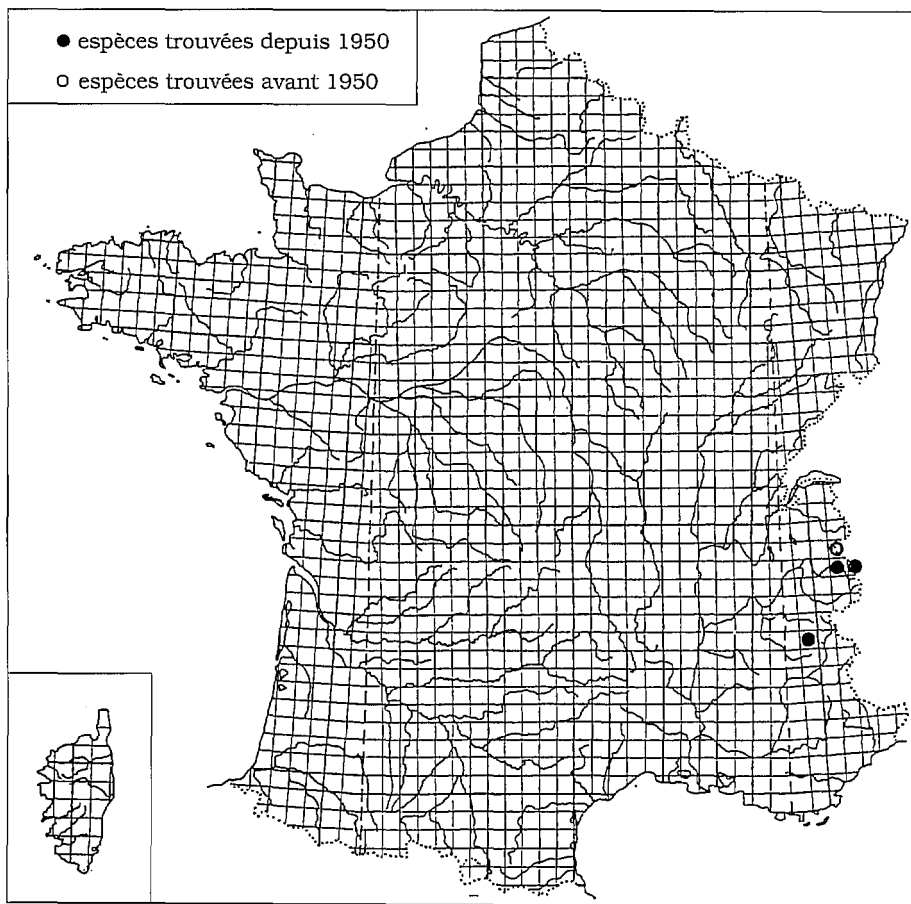 ● espèces trouvées depuis 1950
○ espèces trouvées avant 1950